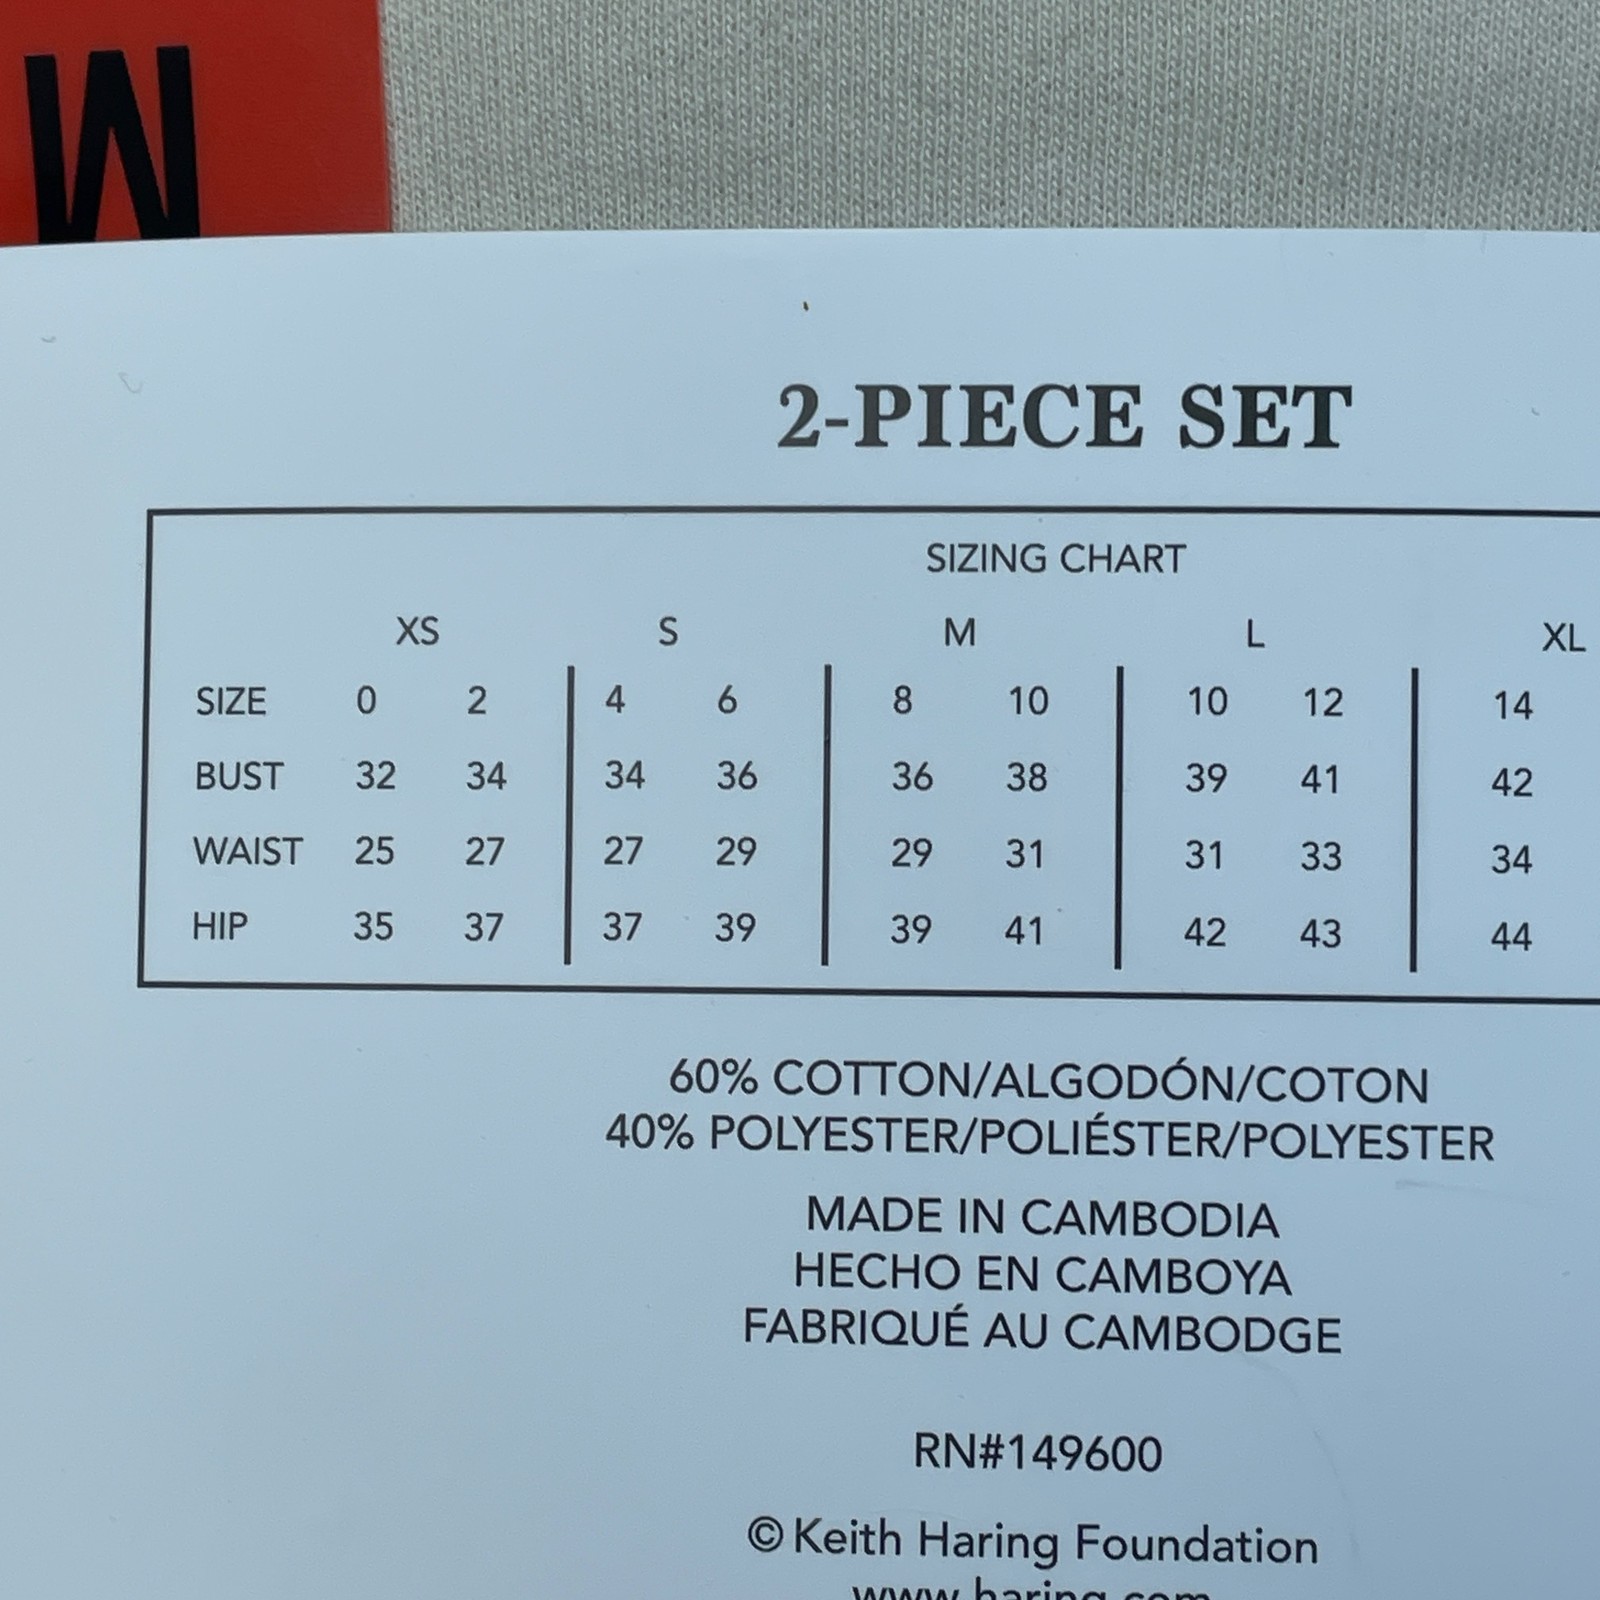 M
2-PIECE SET
SIZING CHART
XS S M L XL
SIZE 0 2 4 6 8 10 10 12 14
BUST 32 34 34 36 36 38 39 41 42
WAIST 25 27 27 29 29 31 31 33 34
HIP 35 37 37 39 39 41 42 43 44
60% COTTON/ALGODÓN/COTON
40% POLYESTER/POLIÉSTER/POLYESTER
MADE IN CAMBODIA
HECHO EN CAMBOYA
FABRIQUÉ AU CAMBODGE
RN#149600
© Keith Haring Foundation
www.haring.com